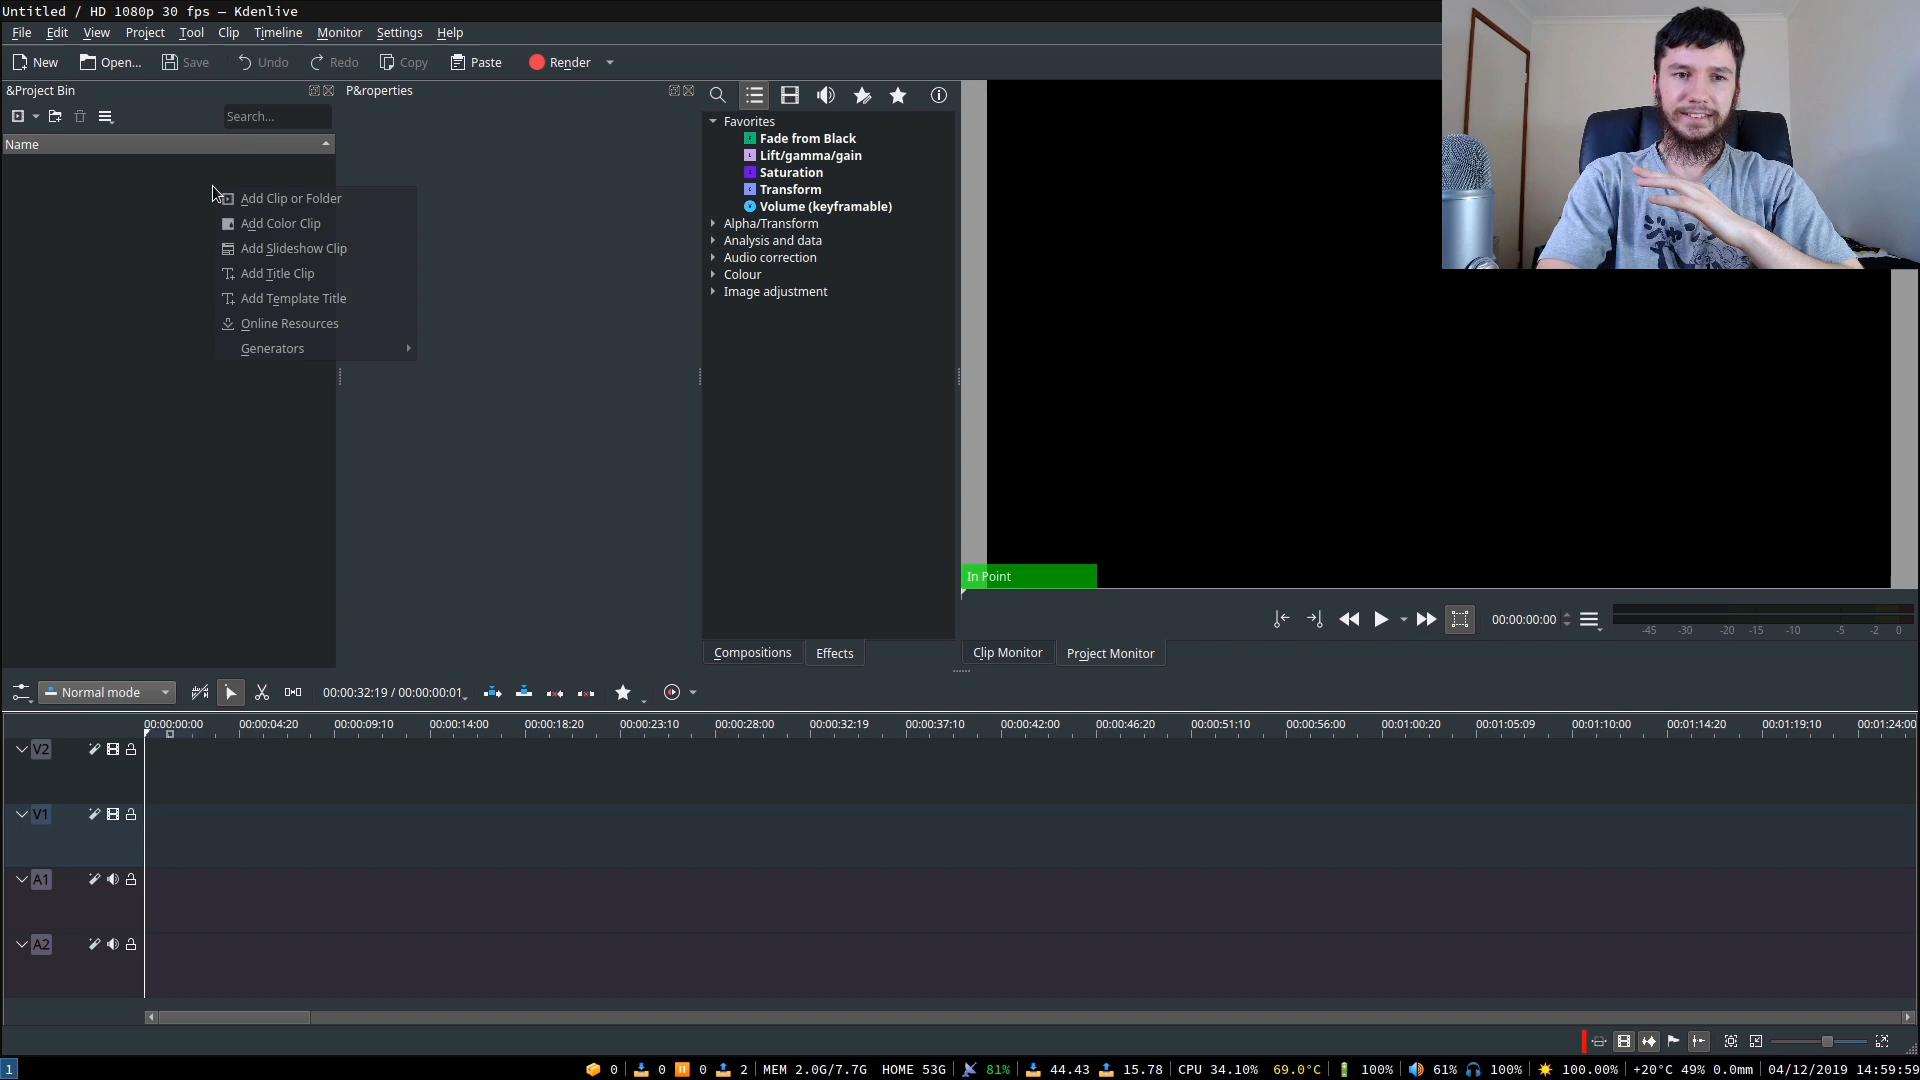 Untitled / HD 1080p 30 fps — Kdenlive
File Edit View Project Tool Clip Timeline Monitor Settings Help
New Open... Save Undo Redo Copy Paste Render
&Project Bin P&roperties
Search...
Name
Add Clip or Folder
Add Color Clip
Add Slideshow Clip
Add Title Clip
Add Template Title
Online Resources
Generators
Favorites
Fade from Black
Lift/gamma/gain
Saturation
Transform
Volume (keyframable)
Alpha/Transform
Analysis and data
Audio correction
Colour
Image adjustment
In Point
00:00:00:00
-45 -30 -20 -15 -10 -5 -2 0
Compositions Effects Clip Monitor Project Monitor
Normal mode 00:00:32:19 / 00:00:00:01
00:00:00:00 00:00:04:20 00:00:09:10 00:00:14:00 00:00:18:20 00:00:23:10 00:00:28:00 00:00:32:19 00:00:37:10 00:00:42:00 00:00:46:20 00:00:51:10 00:00:56:00 00:01:00:20 00:01:05:09 00:01:10:00 00:01:14:20 00:01:19:10 00:01:24:00
V2
V1
A1
A2
1 0 0 0 2 MEM 2.0G/7.7G HOME 53G 81% 44.43 15.78 CPU 34.10% 69.0°C 100% 61% 100% 100.00% +20°C 49% 0.0mm 04/12/2019 14:59:59